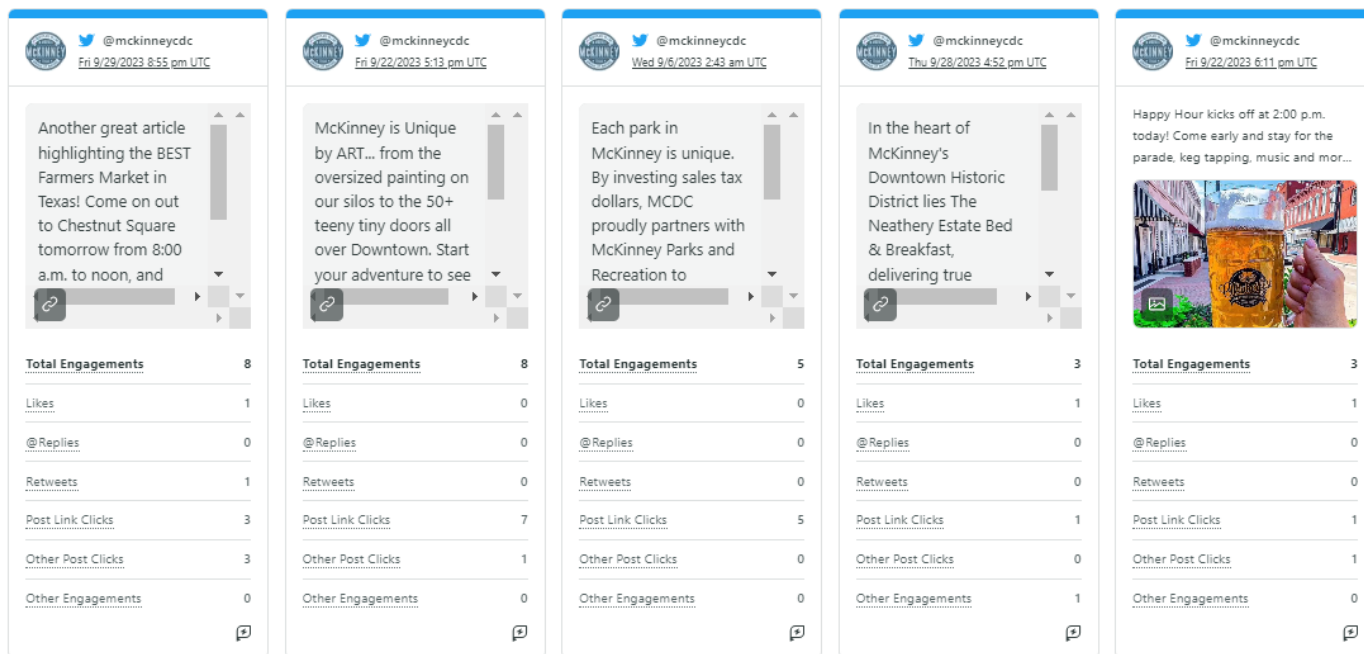 @mckinneycdc
Fri 9/29/2023 8:55 pm UTC
Another great article
highlighting the BEST
Farmers Market in
Texas! Come on out
to Chestnut Square
tomorrow from 8:00
a.m. to noon, and
Total Engagements 8
Likes 1
@Replies 0
Retweets 1
Post Link Clicks 3
Other Post Clicks 3
Other Engagements 0
@mckinneycdc
Fri 9/22/2023 5:13 pm UTC
McKinney is Unique
by ART... from the
oversized painting on
our silos to the 50+
teeny tiny doors all
over Downtown. Start
your adventure to see
Total Engagements 8
Likes 0
@Replies 0
Retweets 0
Post Link Clicks 7
Other Post Clicks 1
Other Engagements 0
@mckinneycdc
Wed 9/6/2023 2:43 am UTC
Each park in
McKinney is unique.
By investing sales tax
dollars, MCDC
proudly partners with
McKinney Parks and
Recreation to
Total Engagements 5
Likes 0
@Replies 0
Retweets 0
Post Link Clicks 5
Other Post Clicks 0
Other Engagements 0
@mckinneycdc
Thu 9/28/2023 4:52 pm UTC
In the heart of
McKinney's
Downtown Historic
District lies The
Neathery Estate Bed
& Breakfast,
delivering true
Total Engagements 3
Likes 1
@Replies 0
Retweets 0
Post Link Clicks 1
Other Post Clicks 0
Other Engagements 1
@mckinneycdc
Fri 9/22/2023 6:11 pm UTC
Happy Hour kicks off at 2:00 p.m.
today! Come early and stay for the
parade, keg tapping, music and mor...
Total Engagements 3
Likes 1
@Replies 0
Retweets 0
Post Link Clicks 1
Other Post Clicks 1
Other Engagements 0